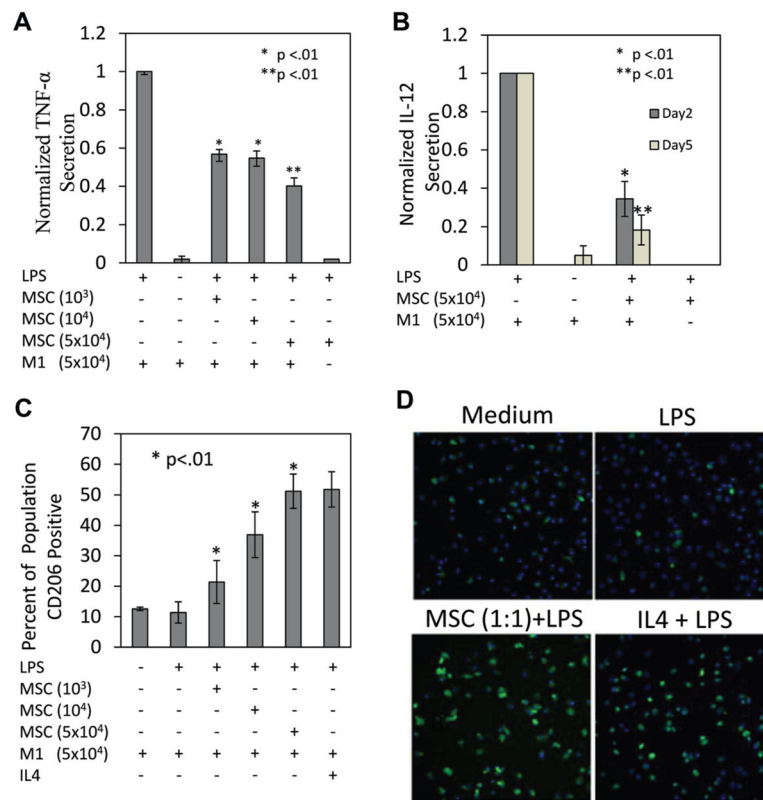 A
1.2
1
0.8
0.6
0.4
0.2
0
Normalized TNF-α
Secretion
* p <.01
**p <.01
* * **
LPS + - + + + +
MSC (10³) - - + - - -
MSC (10⁴) - - - + - -
MSC (5x10⁴) - - - - + +
M1 (5x10⁴) + + + + + -
B
1.2
1
0.8
0.6
0.4
0.2
0
Normalized IL-12
Secretion
* p <.01
**p <.01
Day2
Day5
* **
LPS + - + +
MSC (5x10⁴) - - + +
M1 (5x10⁴) + + + -
C
70
60
50
40
30
20
10
0
Percent of Population
CD206 Positive
* p<.01
* * *
LPS - + + + + +
MSC (10³) - - + - - -
MSC (10⁴) - - - + - -
MSC (5x10⁴) - - - - + -
M1 (5x10⁴) + + + + + +
IL4 - - - - - +
D
Medium LPS
MSC (1:1)+LPS IL4 + LPS